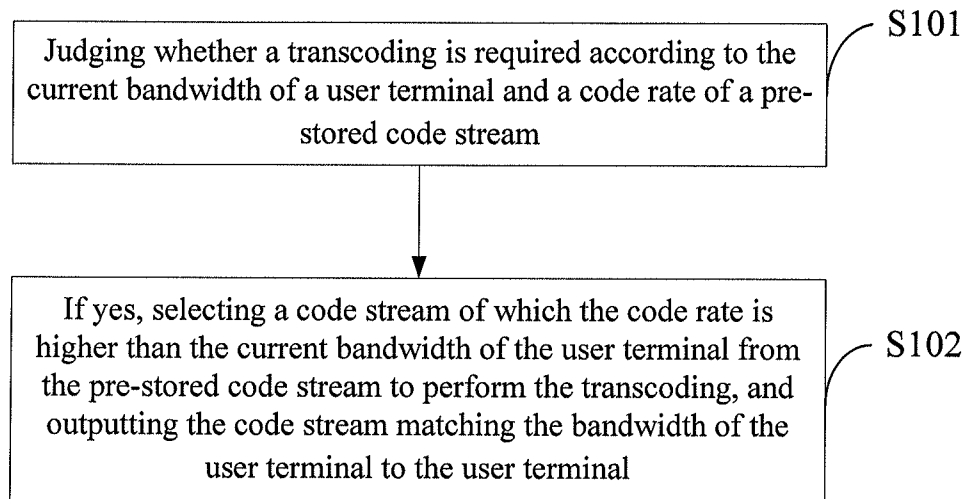 S101
Judging whether a transcoding is required according to the
current bandwidth of a user terminal and a code rate of a pre-
stored code stream
If yes, selecting a code stream of which the code rate is
higher than the current bandwidth of the user terminal from
the pre-stored code stream to perform the transcoding, and
outputting the code stream matching the bandwidth of the
user terminal to the user terminal
S102